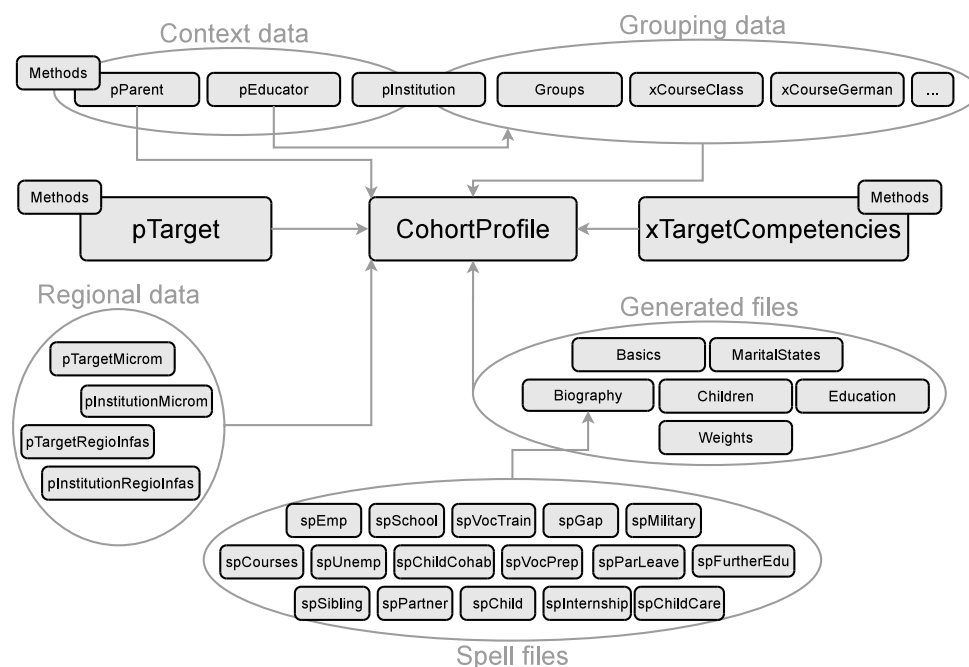 Context data
Grouping data
Methods
pParent
pEducator
pInstitution
Groups
xCourseClass
xCourseGerman
...
Methods
pTarget
CohortProfile
Methods
xTargetCompetencies
Regional data
pTargetMicrom
pInstitutionMicrom
pTargetRegioInfas
pInstitutionRegioInfas
Generated files
Basics
MaritalStates
Biography
Children
Education
Weights
spEmp
spSchool
spVocTrain
spGap
spMilitary
spCourses
spUnemp
spChildCohab
spVocPrep
spParLeave
spFurtherEdu
spSibling
spPartner
spChild
spInternship
spChildCare
Spell files